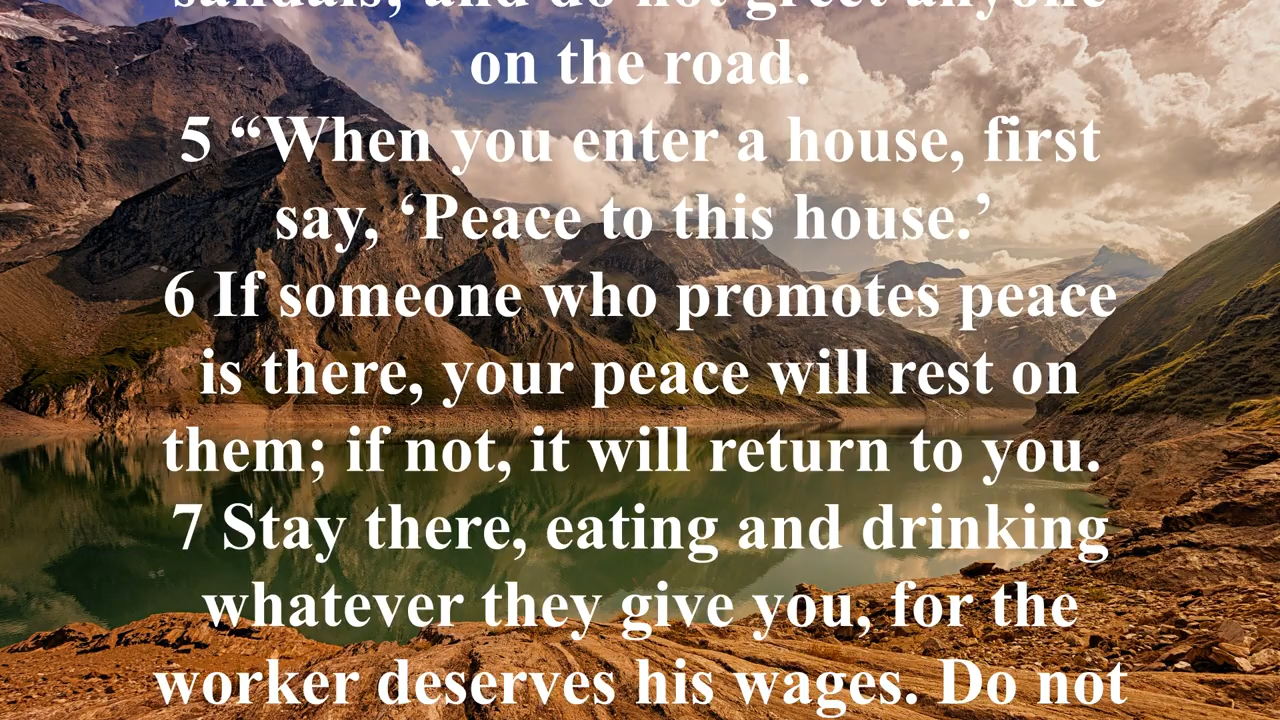 sandals; and do not greet anyone
on the road.
5 “When you enter a house, first
say, ‘Peace to this house.’
6 If someone who promotes peace
is there, your peace will rest on
them; if not, it will return to you.
7 Stay there, eating and drinking
whatever they give you, for the
worker deserves his wages. Do not